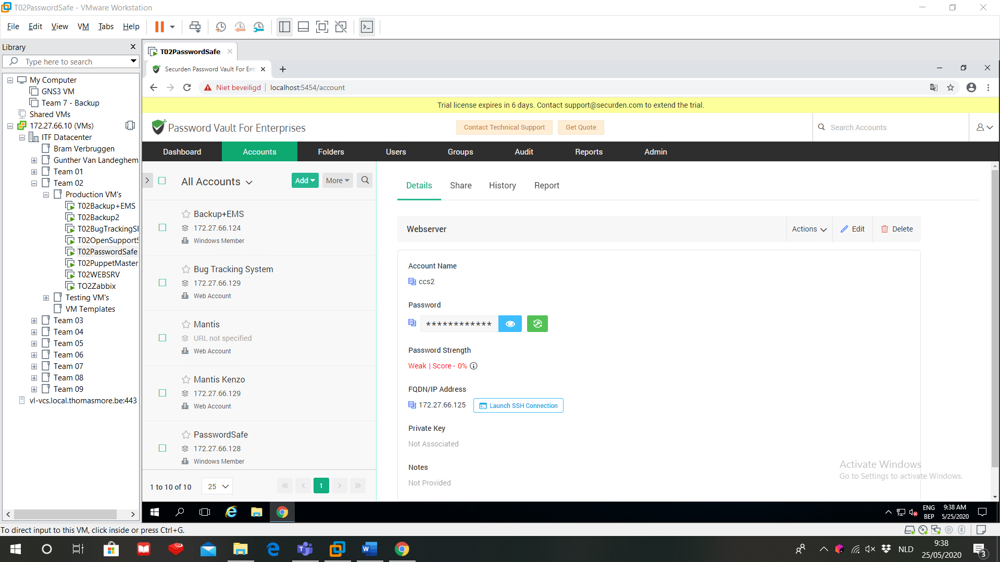 T02PasswordSafe - VMware Workstation
File Edit View VM Tabs Help
Library
Type here to search
My Computer
GNS3 VM
Team 7 - Backup
Shared VMs
172.27.66.10 (VMs)
ITF Datacenter
Bram Verbruggen
Gunther Van Landeghem
Team 01
Team 02
Production VM's
T02Backup+EMS
T02Backup2
T02BugTrackingS
T02OpenSupportS
T02PasswordSafe
T02PuppetMaster
T02WEBSRV
TO2Zabbix
Testing VM's
VM Templates
Team 03
Team 04
Team 05
Team 06
Team 07
Team 08
Team 09
vl-vcs.local.thomasmore.be:443
T02PasswordSafe
Securden Password Vault For Ent
Niet beveiligd localhost:5454/account
Trial license expires in 6 days. Contact support@securden.com to extend the trial.
Password Vault For Enterprises
Contact Technical Support
Get Quote
Search Accounts
Dashboard Accounts Folders Users Groups Audit Reports Admin
All Accounts
Add
More
Backup+EMS
172.27.66.124
Windows Member
Bug Tracking System
172.27.66.129
Web Account
Mantis
URL not specified
Web Account
Mantis Kenzo
172.27.66.129
Web Account
PasswordSafe
172.27.66.128
Windows Member
1 to 10 of 10
25
1
Details Share History Report
Webserver
Actions
Edit
Delete
Account Name
ccs2
Password
************
Password Strength
Weak | Score - 0%
FQDN/IP Address
172.27.66.125
Launch SSH Connection
Private Key
Not Associated
Notes
Not Provided
Activate Windows
Go to Settings to activate Windows.
ENG
BEP
9:38 AM
5/25/2020
To direct input to this VM, click inside or press Ctrl+G.
NLD
9:38
25/05/2020
3